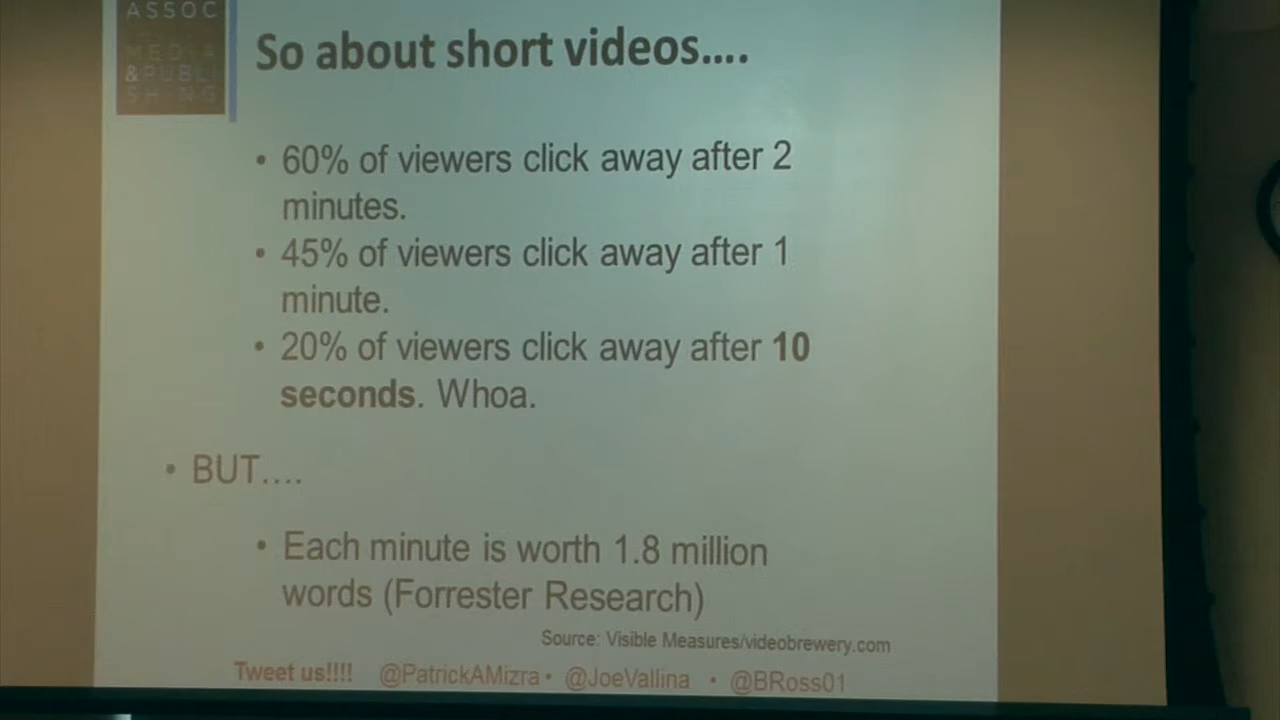 ASSOC
MEDIA
&PUBLI
SHING
So about short videos....
• 60% of viewers click away after 2
minutes.
• 45% of viewers click away after 1
minute.
• 20% of viewers click away after 10
seconds. Whoa.
• BUT....
• Each minute is worth 1.8 million
words (Forrester Research)
Source: Visible Measures/videobrewery.com
Tweet us!!!! @PatrickAMizra • @JoeVallina • @BRoss01